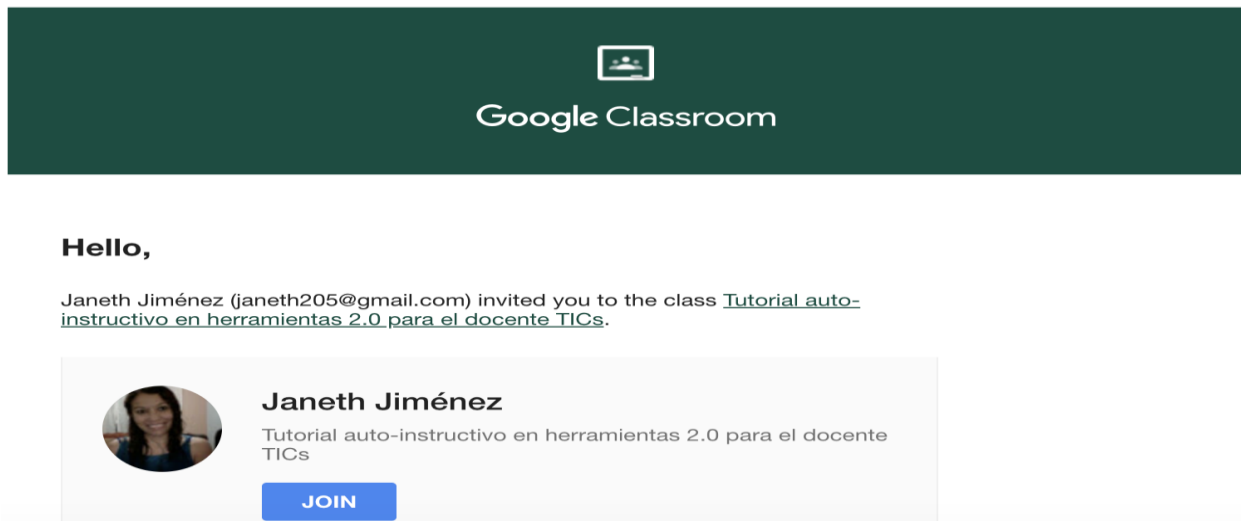 Google Classroom
Hello,
Janeth Jiménez (janeth205@gmail.com) invited you to the class Tutorial auto-
instructivo en herramientas 2.0 para el docente TICs.
Janeth Jiménez
Tutorial auto-instructivo en herramientas 2.0 para el docente
TICs
JOIN